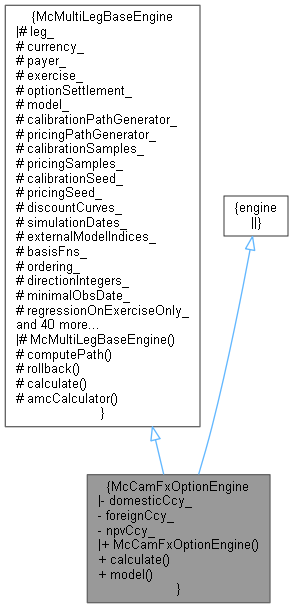 {McMultiLegBaseEngine
|# leg_
# currency_
# payer_
# exercise_
# optionSettlement_
# model_
# calibrationPathGenerator_
# pricingPathGenerator_
# calibrationSamples_
# pricingSamples_
# calibrationSeed_
# pricingSeed_
# discountCurves_
# simulationDates_
# externalModelIndices_
# basisFns_
# ordering_
# directionIntegers_
# minimalObsDate_
# regressionOnExerciseOnly_
and 40 more...
|# McMultiLegBaseEngine()
# computePath()
# rollback()
# calculate()
# amcCalculator()
}
{engine
||}
{McCamFxOptionEngine
|- domesticCcy_
- foreignCcy_
- npvCcy_
|+ McCamFxOptionEngine()
+ calculate()
+ model()
}